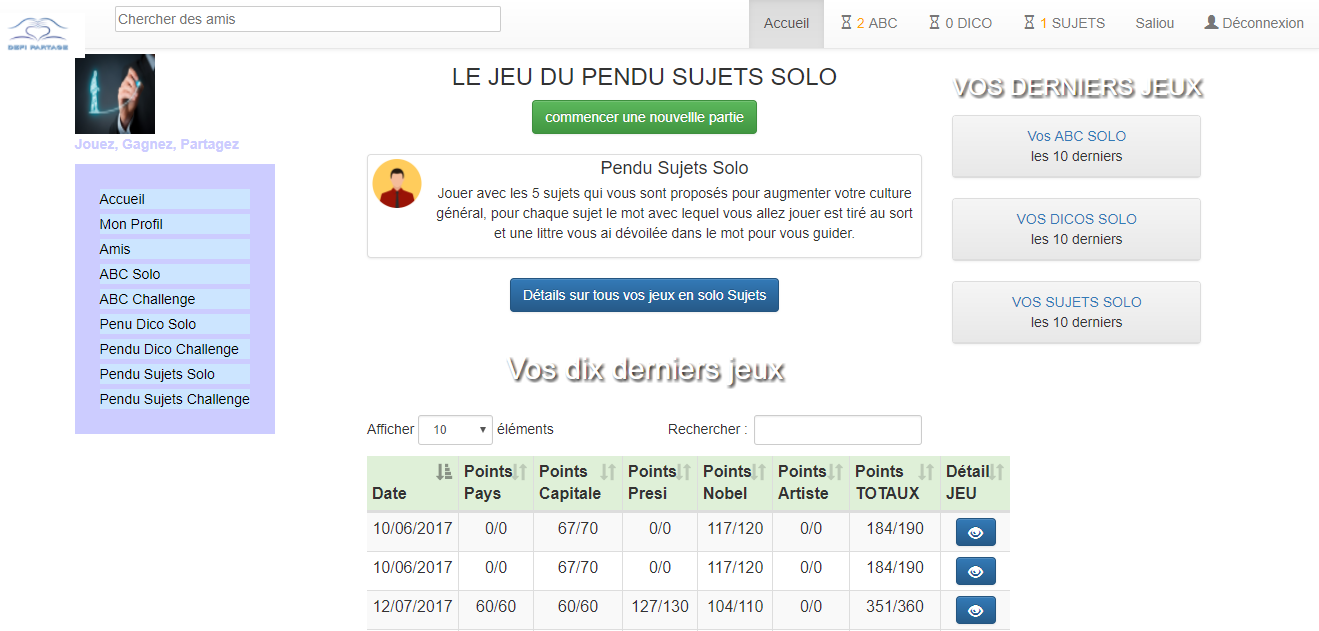 Chercher des amis
Accueil
2 ABC
0 DICO
1 SUJETS
Saliou
Déconnexion
DEFI PARTAGE
Jouez, Gagnez, Partagez
Accueil
Mon Profil
Amis
ABC Solo
ABC Challenge
Penu Dico Solo
Pendu Dico Challenge
Pendu Sujets Solo
Pendu Sujets Challenge
LE JEU DU PENDU SUJETS SOLO
commencer une nouvellle partie
Pendu Sujets Solo
Jouer avec les 5 sujets qui vous sont proposés pour augmenter votre culture
général, pour chaque sujet le mot avec lequel vous allez jouer est tiré au sort
et une littre vous ai dévoilée dans le mot pour vous guider.
Détails sur tous vos jeux en solo Sujets
VOS DERNIERS JEUX
Vos ABC SOLO
les 10 derniers
VOS DICOS SOLO
les 10 derniers
VOS SUJETS SOLO
les 10 derniers
Vos dix derniers jeux
Afficher 10 éléments
Rechercher :
Date Points Pays Points Capitale Points Presi Points Nobel Points Artiste Points TOTAUX Détail JEU
10/06/2017 0/0 67/70 0/0 117/120 0/0 184/190
10/06/2017 0/0 67/70 0/0 117/120 0/0 184/190
12/07/2017 60/60 60/60 127/130 104/110 0/0 351/360